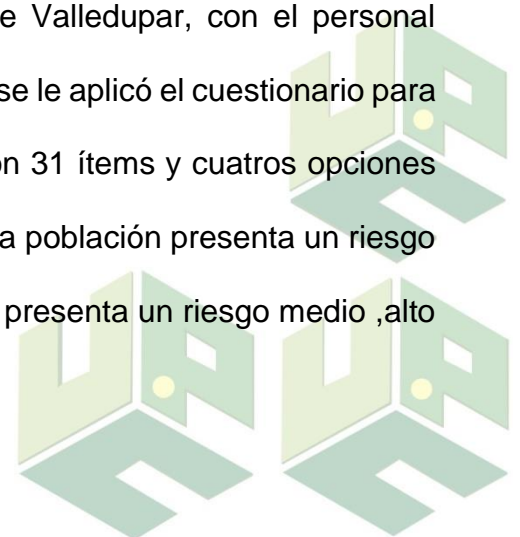 e Valledupar, con el personal
se le aplicó el cuestionario para
on 31 ítems y cuatros opciones
a población presenta un riesgo
presenta un riesgo medio ,alto